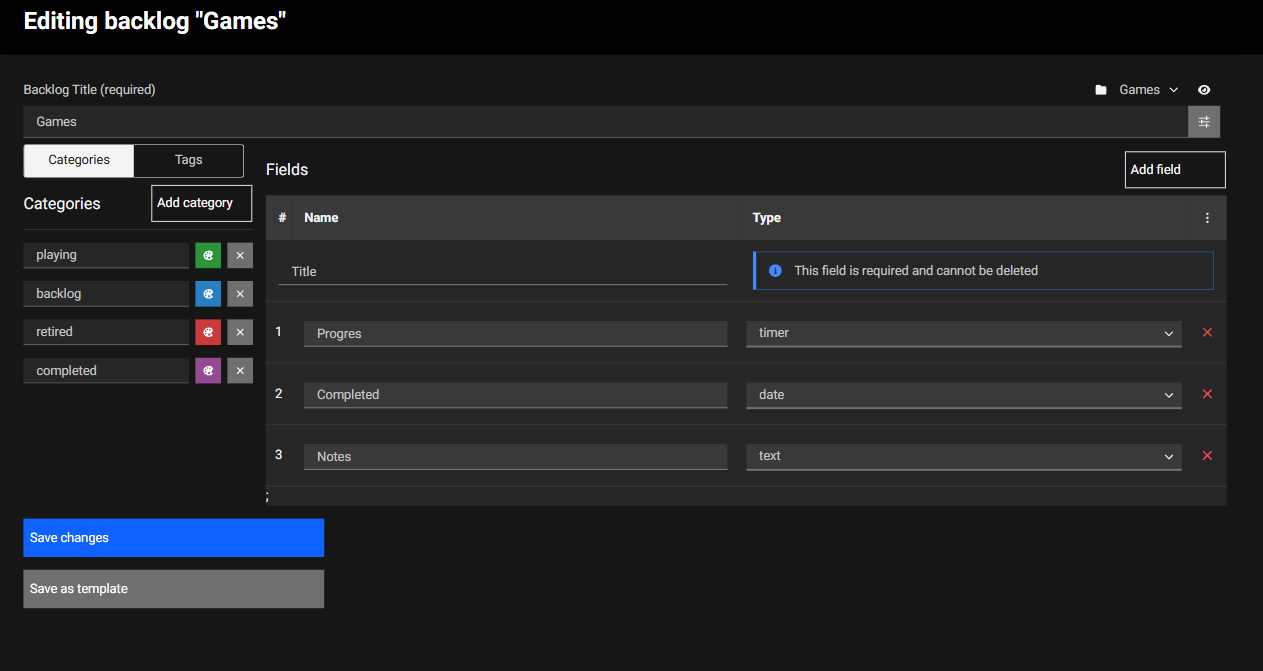 Editing backlog "Games"
Backlog Title (required)
Games
Games
Categories
Tags
Categories
Add category
playing
backlog
retired
completed
Fields
Add field
# Name Type
Title
This field is required and cannot be deleted
1 Progres timer
2 Completed date
3 Notes text
;
Save changes
Save as template